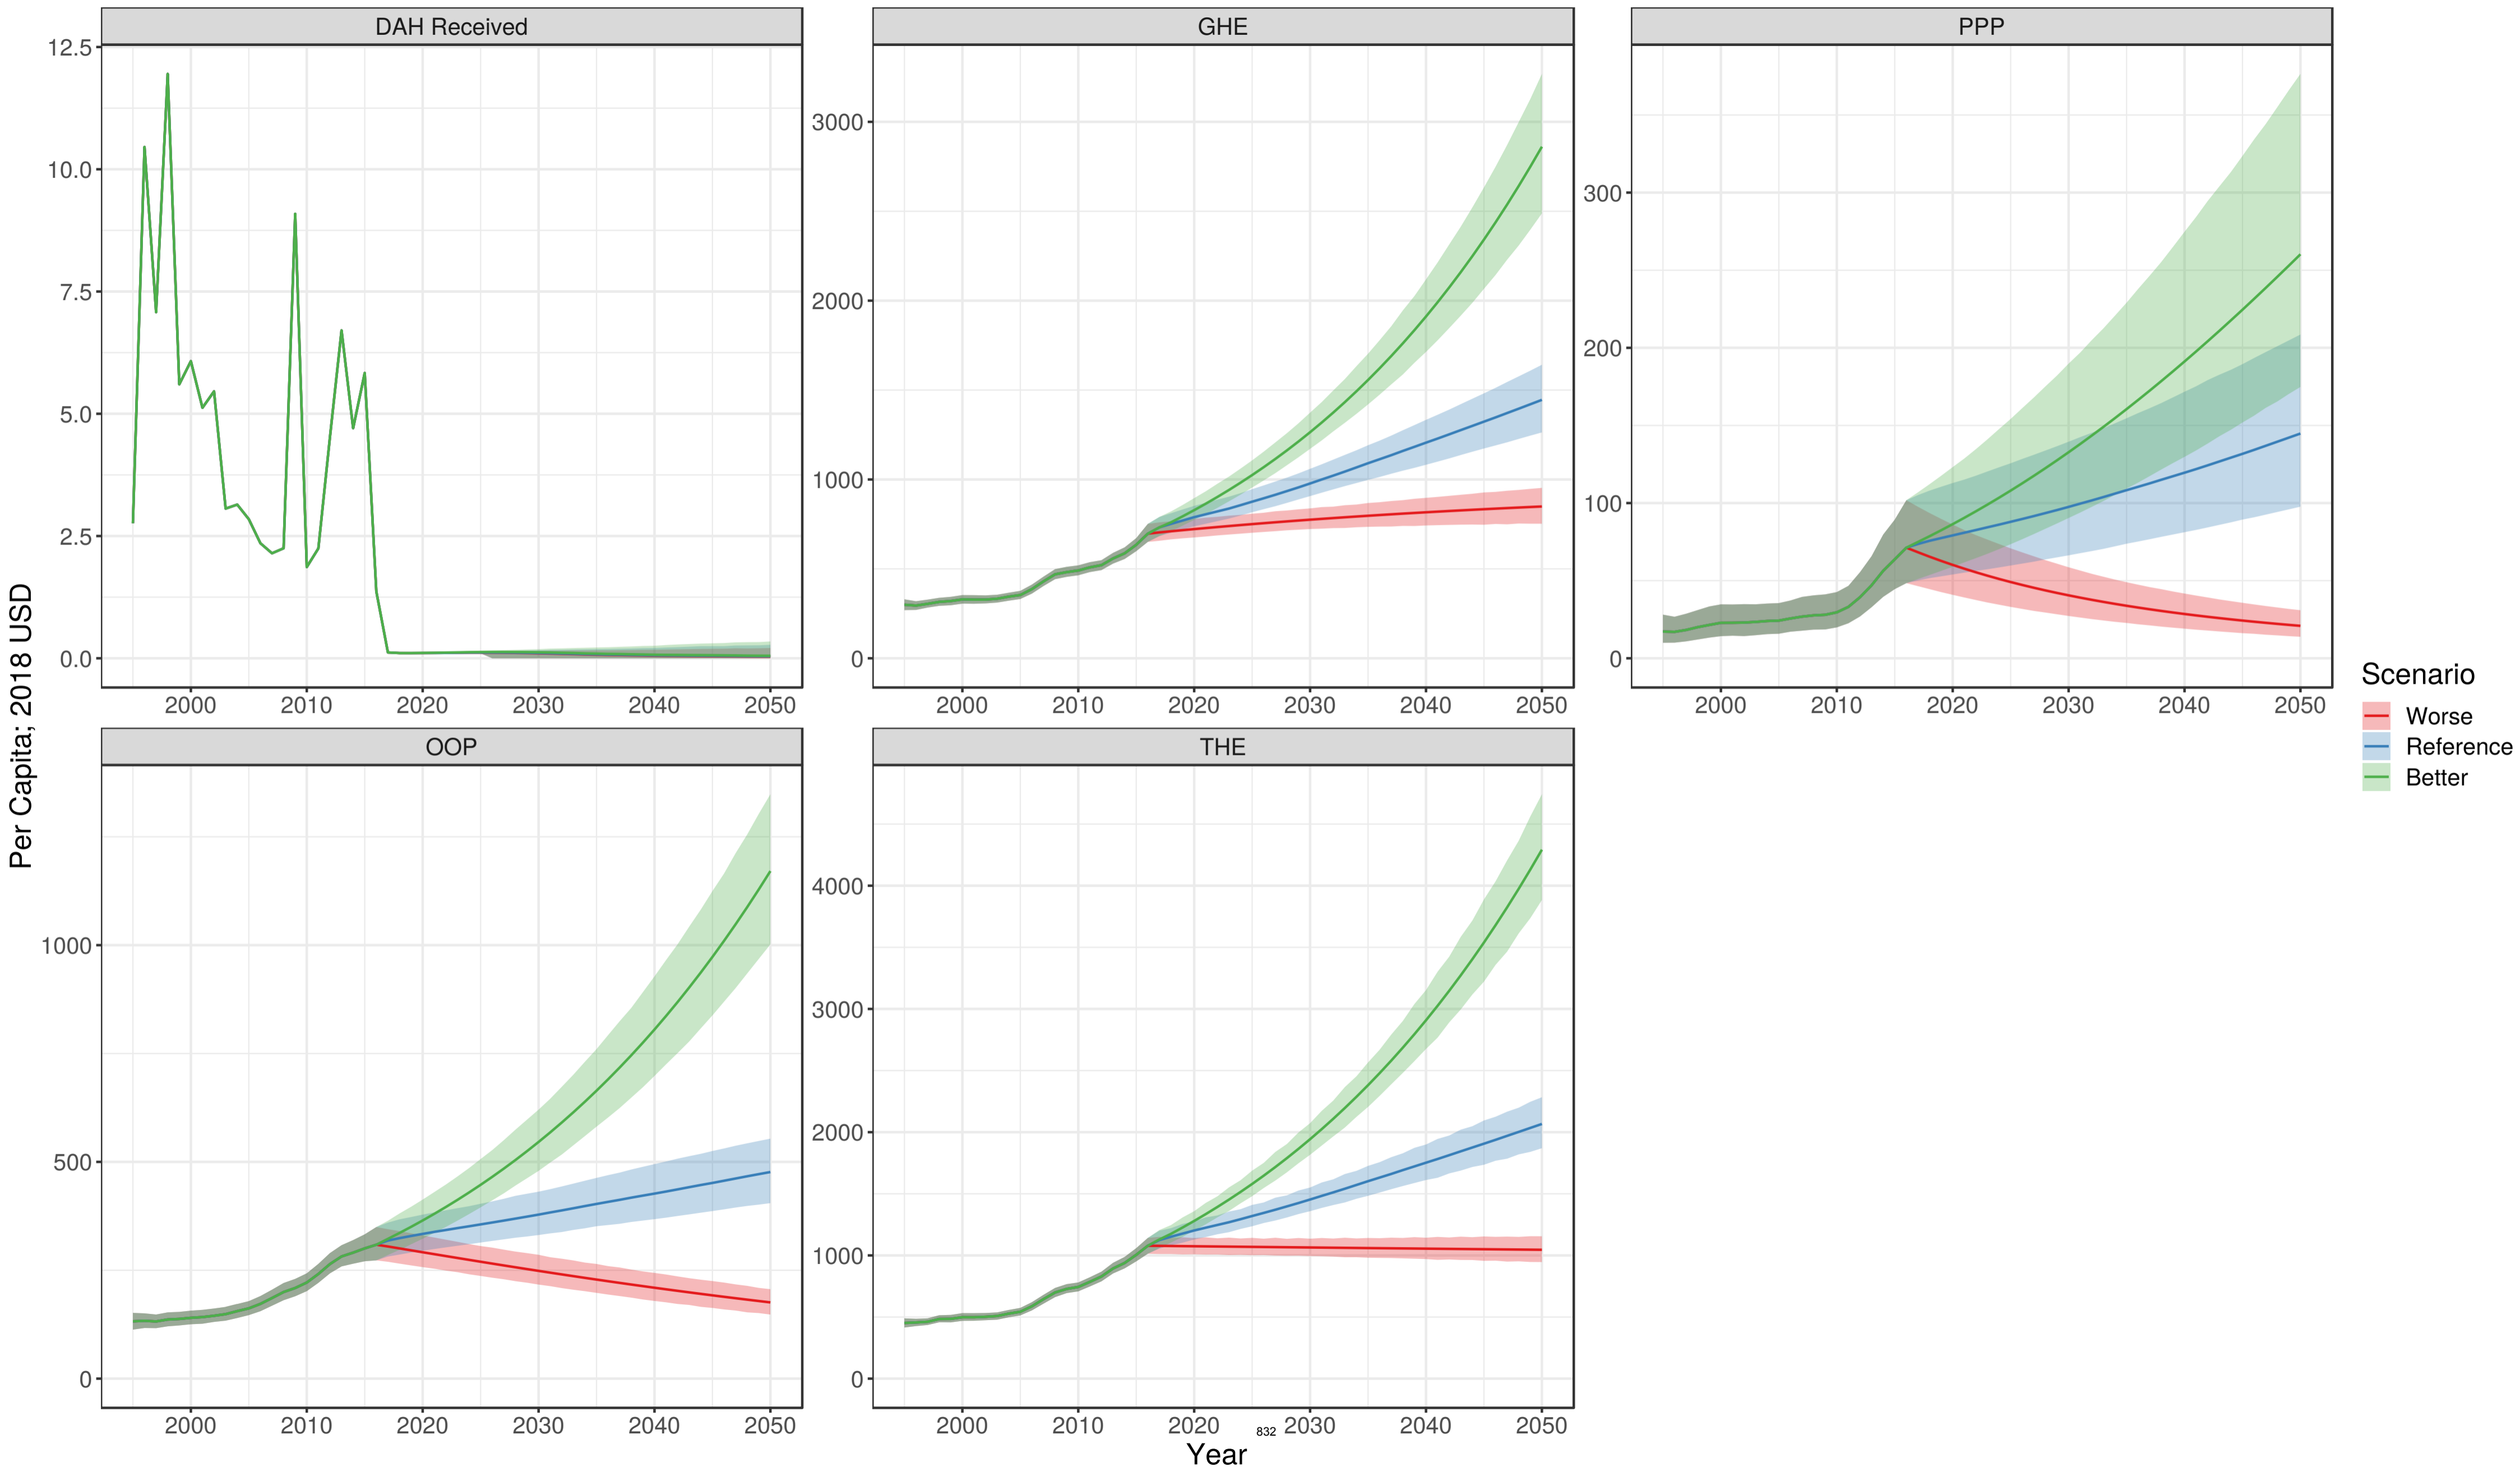 DAH Received
GHE
PPP
12.5
10.0
7.5
5.0
2.5
0.0
3000
2000
1000
0
300
200
100
0
2000 2010 2020 2030 2040 2050
2000 2010 2020 2030 2040 2050
2000 2010 2020 2030 2040 2050
Per Capita; 2018 USD
OOP
THE
1000
500
0
4000
3000
2000
1000
0
2000 2010 2020 2030 2040 2050
2000 2010 2020 2030 2040 2050
832
Year
Scenario
Worse
Reference
Better